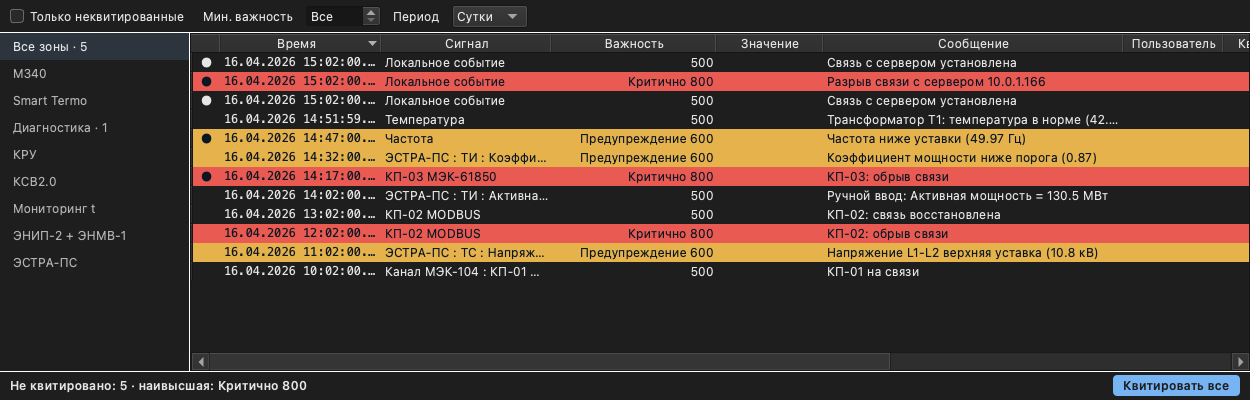 Только неквитированные Мин. важность Все Период Сутки
Все зоны · 5
M340
Smart Termo
Диагностика · 1
КРУ
КСВ2.0
Мониторинг t
ЭНИП-2 + ЭНМВ-1
ЭСТРА-ПС
Время Сигнал Важность Значение Сообщение Пользователь Кв
16.04.2026 15:02:00.… Локальное событие 500 Связь с сервером установлена
16.04.2026 15:02:00.… Локальное событие Критично 800 Разрыв связи с сервером 10.0.1.166
16.04.2026 15:02:00.… Локальное событие 500 Связь с сервером установлена
16.04.2026 14:51:59.… Температура 500 Трансформатор Т1: температура в норме (42.…
16.04.2026 14:47:00.… Частота Предупреждение 600 Частота ниже уставки (49.97 Гц)
16.04.2026 14:32:00.… ЭСТРА-ПС : ТИ : Коэффи… Предупреждение 600 Коэффициент мощности ниже порога (0.87)
16.04.2026 14:17:00.… КП-03 МЭК-61850 Критично 800 КП-03: обрыв связи
16.04.2026 14:02:00.… ЭСТРА-ПС : ТИ : Активна… 500 Ручной ввод: Активная мощность = 130.5 МВт
16.04.2026 13:02:00.… КП-02 MODBUS 500 КП-02: связь восстановлена
16.04.2026 12:02:00.… КП-02 MODBUS Критично 800 КП-02: обрыв связи
16.04.2026 11:02:00.… ЭСТРА-ПС : ТС : Напряж… Предупреждение 600 Напряжение L1-L2 верхняя уставка (10.8 кВ)
16.04.2026 10:02:00.… Канал МЭК-104 : КП-01 … 500 КП-01 на связи
Не квитировано: 5 · наивысшая: Критично 800 Квитировать все